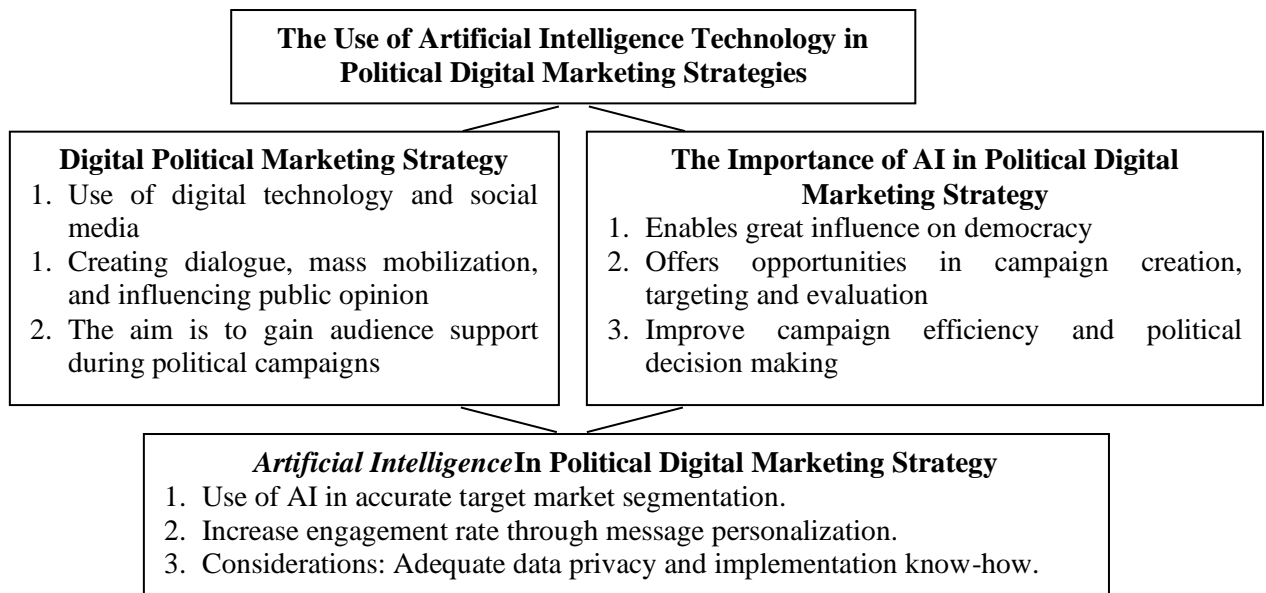 The Use of Artificial Intelligence Technology in
Political Digital Marketing Strategies
Digital Political Marketing Strategy
1. Use of digital technology and social
media
1. Creating dialogue, mass mobilization,
and influencing public opinion
2. The aim is to gain audience support
during political campaigns
The Importance of AI in Political Digital
Marketing Strategy
1. Enables great influence on democracy
2. Offers opportunities in campaign creation,
targeting and evaluation
3. Improve campaign efficiency and political
decision making
Artificial IntelligenceIn Political Digital Marketing Strategy
1. Use of AI in accurate target market segmentation.
2. Increase engagement rate through message personalization.
3. Considerations: Adequate data privacy and implementation know-how.